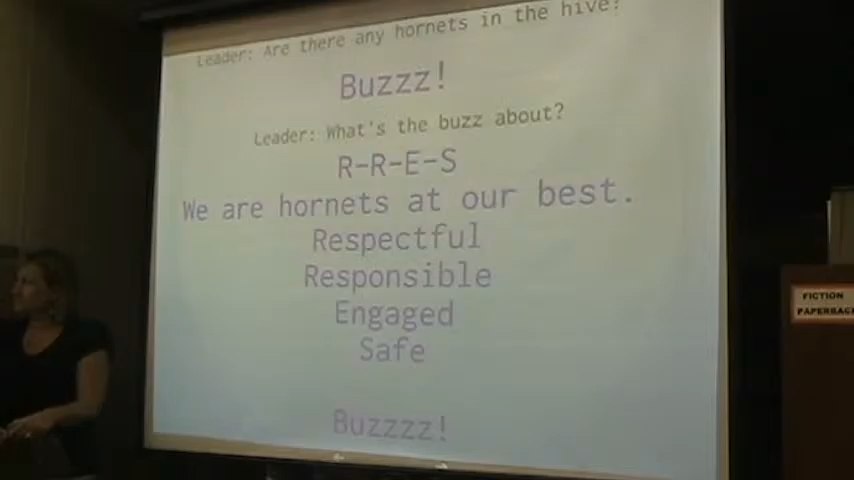 Leader: Are there any hornets in the hive?
Buzzz!
Leader: What's the buzz about?
R-R-E-S
We are hornets at our best.
Respectful
Responsible
Engaged
Safe
Buzzzz!
FICTION
PAPERBACK